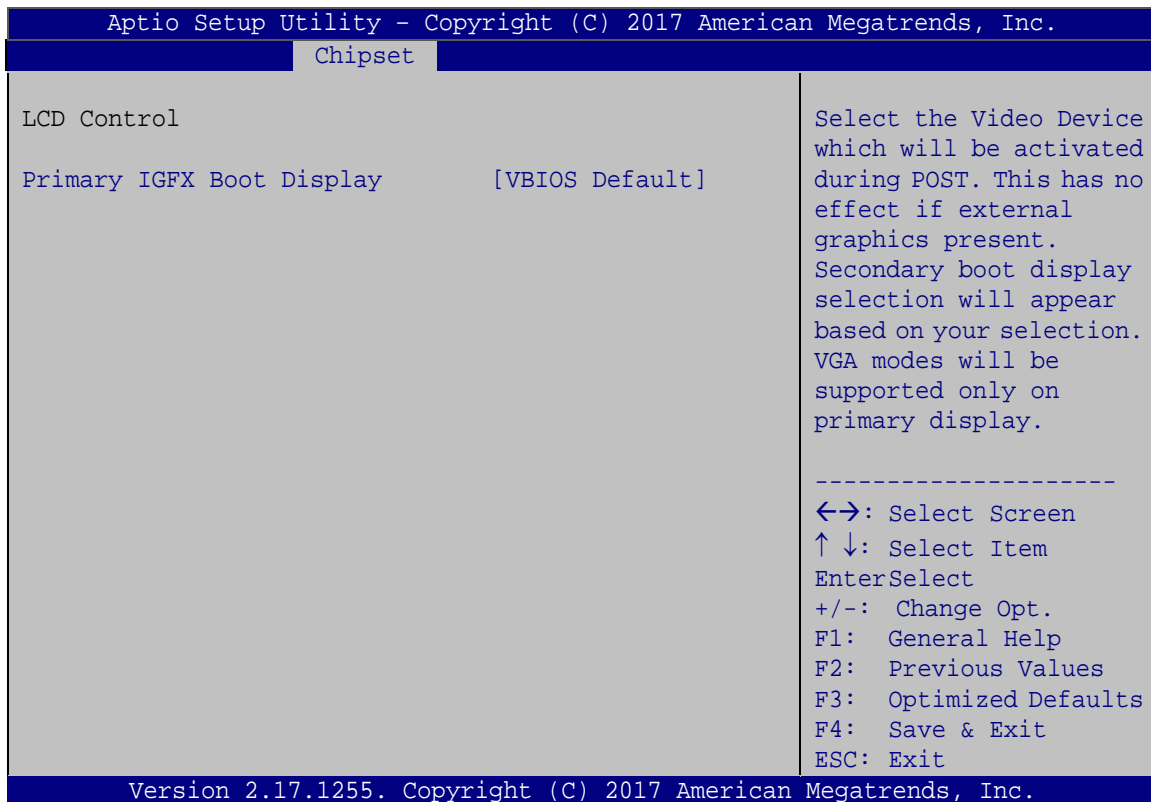 Aptio Setup Utility – Copyright (C) 2017 American Megatrends, Inc.
Chipset
LCD Control
Primary IGFX Boot Display [VBIOS Default]
Select the Video Device
which will be activated
during POST. This has no
effect if external
graphics present.
Secondary boot display
selection will appear
based on your selection.
VGA modes will be
supported only on
primary display.
---------------------
←→: Select Screen
↑ ↓: Select Item
EnterSelect
+/-: Change Opt.
F1: General Help
F2: Previous Values
F3: Optimized Defaults
F4: Save & Exit
ESC: Exit
Version 2.17.1255. Copyright (C) 2017 American Megatrends, Inc.